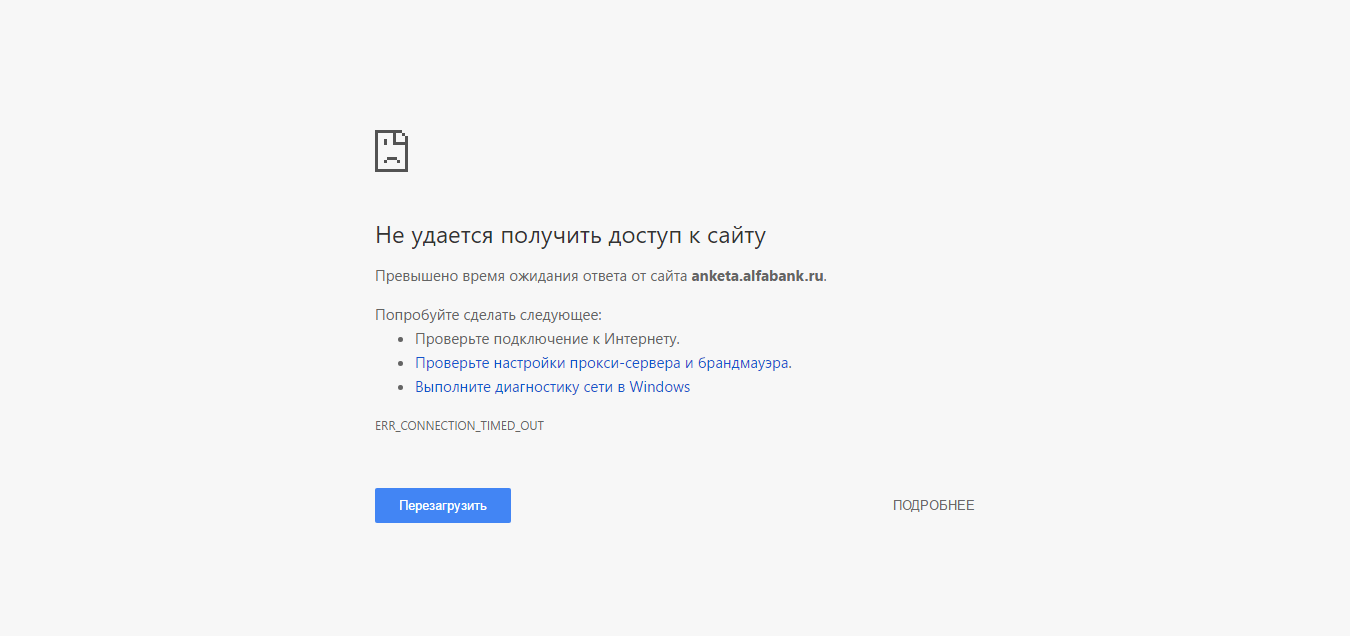 Не удается получить доступ к сайту
Превышено время ожидания ответа от сайта anketa.alfabank.ru.
Попробуйте сделать следующее:
Проверьте подключение к Интернету.
Проверьте настройки прокси-сервера и брандмауэра.
Выполните диагностику сети в Windows
ERR_CONNECTION_TIMED_OUT
Перезагрузить ПОДРОБНЕЕ